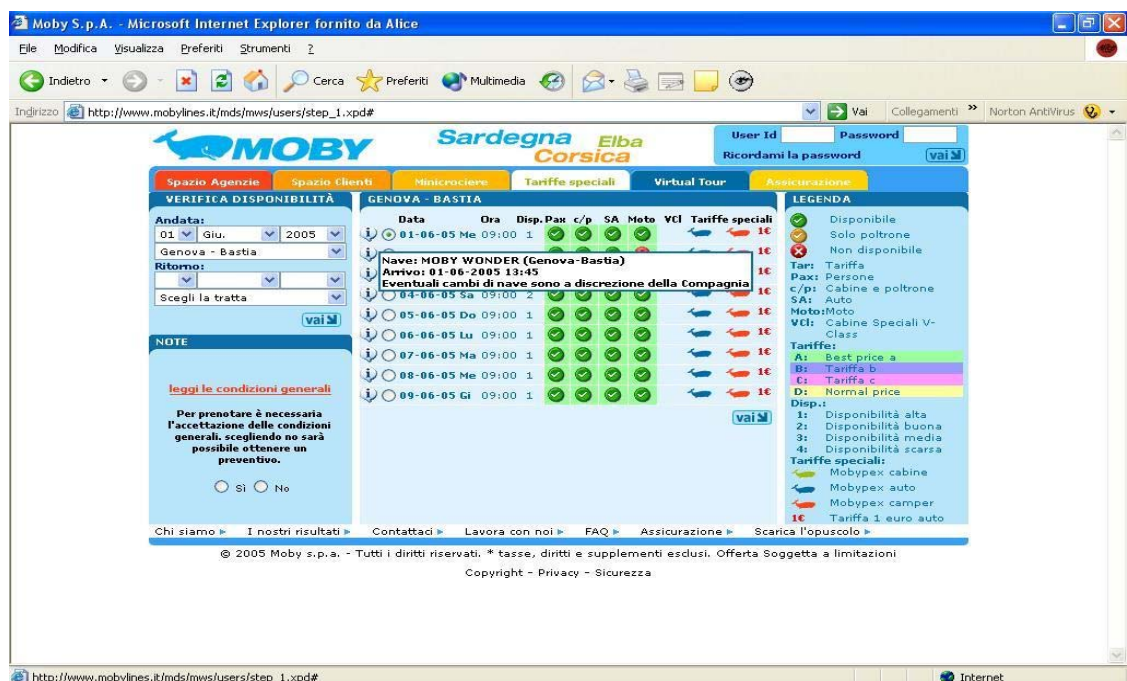 Moby S.p.A. - Microsoft Internet Explorer fornito da Alice
File Modifica Visualizza Preferiti Strumenti ?
Indietro Cerca Preferiti Multimedia
Indirizzo http://www.mobylines.it/mds/mws/users/step_1.xpd# Vai Collegamenti » Norton AntiVirus
MOBY Sardegna Elba Corsica
User Id Password
Ricordami la password vai
Spazio Agenzie Spazio Clienti Minicrociere Tariffe speciali Virtual Tour Assicurazione
VERIFICA DISPONIBILITÀ
Andata:
01 Giu. 2005
Genova - Bastia
Ritorno:
Scegli la tratta
vai
NOTE
leggi le condizioni generali
Per prenotare è necessaria
l'accettazione delle condizioni
generali. scegliendo no sarà
possibile ottenere un
preventivo.
Sì No
GENOVA - BASTIA
Data Ora Disp. Pax c/p SA Moto VCl Tariffe speciali
01-06-05 Me 09:00 1 1€
1€
Nave: MOBY WONDER (Genova-Bastia)
Arrivo: 01-06-2005 13:45
Eventuali cambi di nave sono a discrezione della Compagnia
1€
04-06-05 Sa 09:00 2 1€
05-06-05 Do 09:00 1 1€
06-06-05 Lu 09:00 1 1€
07-06-05 Ma 09:00 1 1€
08-06-05 Me 09:00 1 1€
09-06-05 Gi 09:00 1 1€
vai
LEGENDA
Disponibile
Solo poltrone
Non disponibile
Tar: Tariffa
Pax: Persone
c/p: Cabine e poltrone
SA: Auto
Moto:Moto
VCl: Cabine Speciali V-
Class
Tariffe:
A: Best price a
B: Tariffa b
C: Tariffa c
D: Normal price
Disp.:
1: Disponibilità alta
2: Disponibilità buona
3: Disponibilità media
4: Disponibilità scarsa
Tariffe speciali:
Mobypex cabine
Mobypex auto
Mobypex camper
1€ Tariffa 1 euro auto
Chi siamo I nostri risultati Contattaci Lavora con noi FAQ Assicurazione Scarica l'opuscolo
© 2005 Moby s.p.a. - Tutti i diritti riservati. * tasse, diritti e supplementi esclusi. Offerta Soggetta a limitazioni
Copyright - Privacy - Sicurezza
http://www.mobylines.it/mds/mws/users/step_1.xpd# Internet